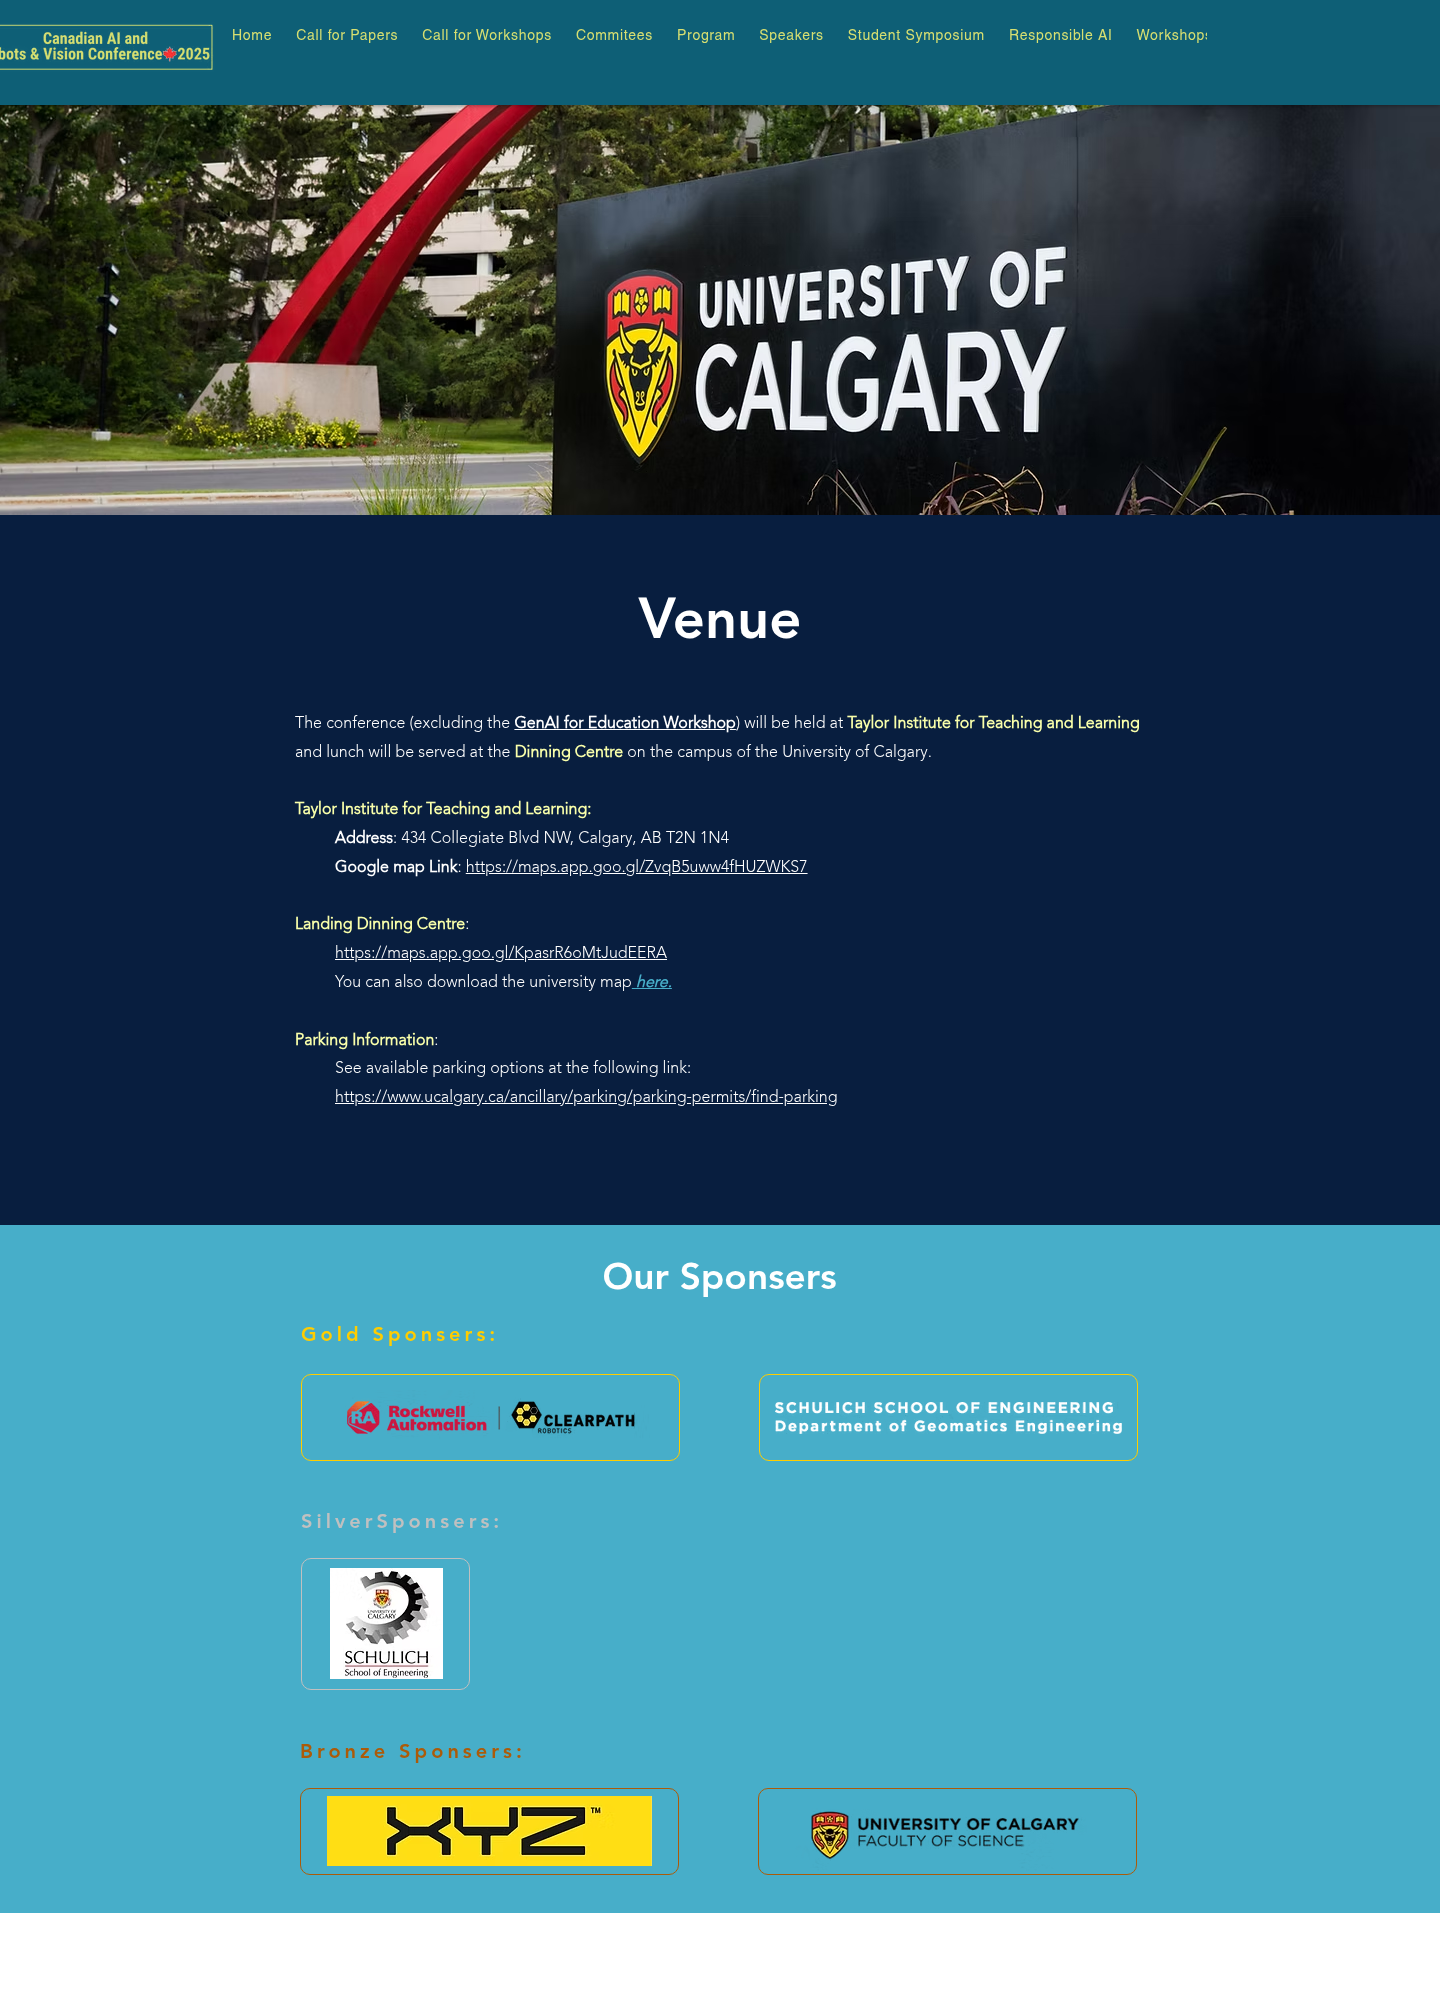 Canadian AI and
bots & Vision Conference 2025
Home Call for Papers Call for Workshops Commitees Program Speakers Student Symposium Responsible AI Workshops
UNIVERSITY OF
CALGARY
Venue
The conference (excluding the GenAI for Education Workshop) will be held at Taylor Institute for Teaching and Learning
and lunch will be served at the Dinning Centre on the campus of the University of Calgary.
Taylor Institute for Teaching and Learning:
Address: 434 Collegiate Blvd NW, Calgary, AB T2N 1N4
Google map Link: https://maps.app.goo.gl/ZvqB5uww4fHUZWKS7
Landing Dinning Centre:
https://maps.app.goo.gl/KpasrR6oMtJudEERA
You can also download the university map here.
Parking Information:
See available parking options at the following link:
https://www.ucalgary.ca/ancillary/parking/parking-permits/find-parking
Our Sponsers
Gold Sponsers:
RA Rockwell Automation | CLEARPATH ROBOTICS
SCHULICH SCHOOL OF ENGINEERING
Department of Geomatics Engineering
SilverSponsers:
UNIVERSITY OF
CALGARY
SCHULICH
School of Engineering
Bronze Sponsers:
XYZ™
UNIVERSITY OF CALGARY
FACULTY OF SCIENCE